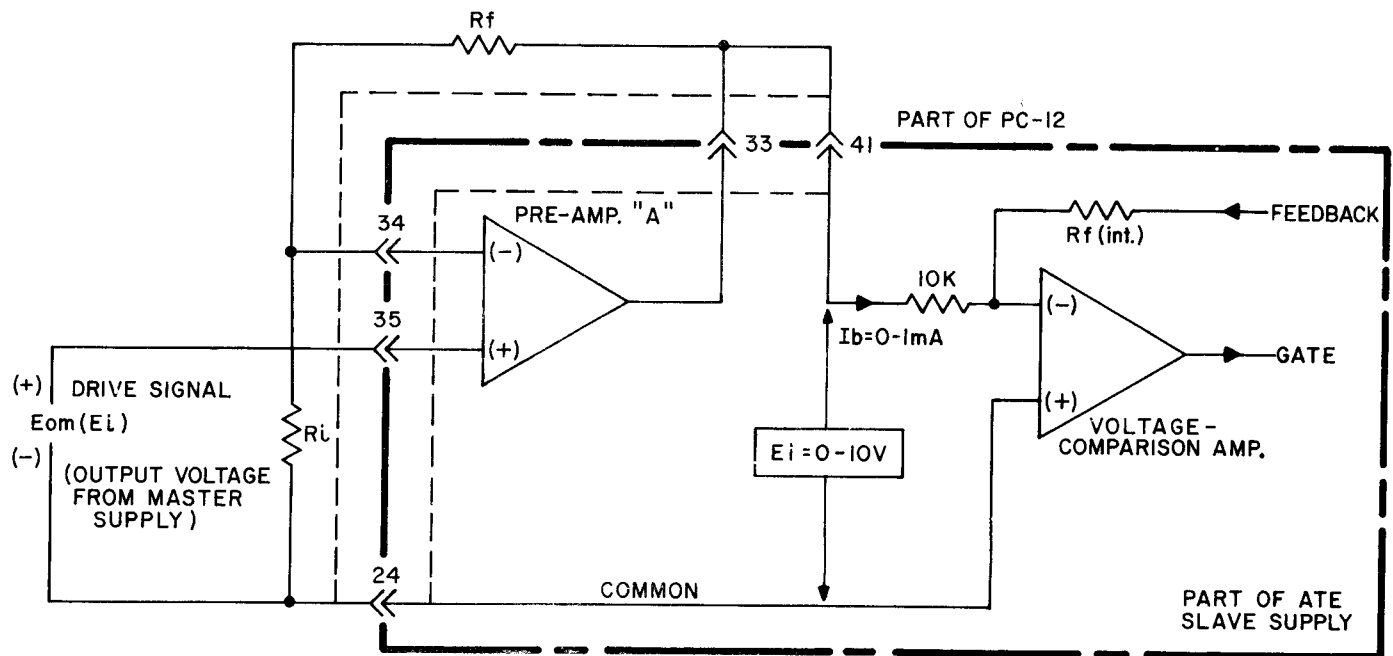 Rf
PART OF PC-12
33
41
PRE-AMP. "A"
34
(-)
FEEDBACK
Rf (int.)
10K
35
(+)
(-)
Ib=0-1mA
GATE
(+)
DRIVE SIGNAL
Eom(Ei)
(-)
Ri
(+)
VOLTAGE-
COMPARISON AMP.
Ei=0-10V
(OUTPUT VOLTAGE
FROM MASTER
SUPPLY)
24
COMMON
PART OF ATE
SLAVE SUPPLY